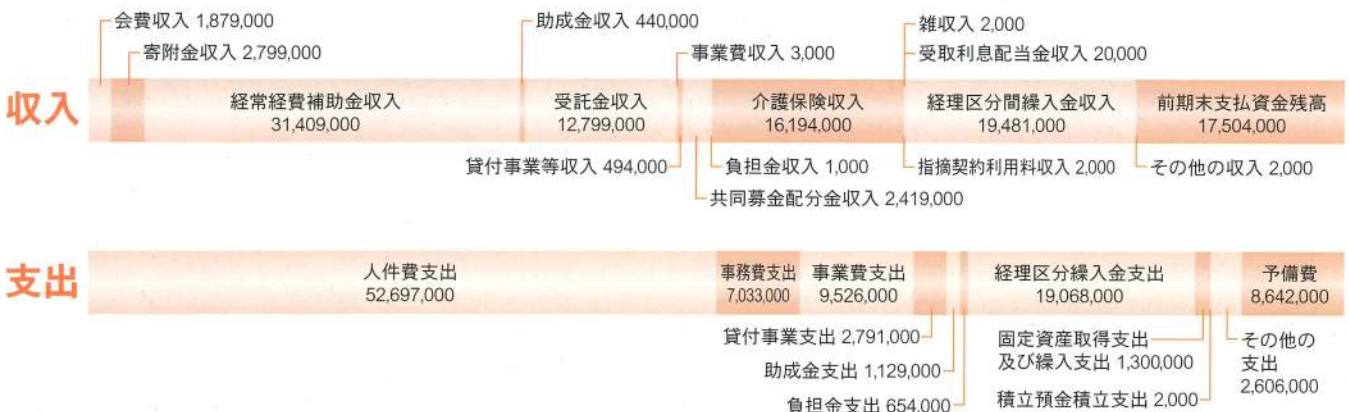 会費収入 1,879,000
寄附金収入 2,799,000
助成金収入 440,000
事業費収入 3,000
雑収入 2,000
受取利息配当金収入 20,000
収入
経常経費補助金収入
31,409,000
受託金収入
12,799,000
介護保険収入
16,194,000
経理区分間繰入金収入
19,481,000
前期末支払資金残高
17,504,000
貸付事業等収入 494,000
負担金収入 1,000
指摘契約利用料収入 2,000
その他の収入 2,000
共同募金配分金収入 2,419,000
支出
人件費支出
52,697,000
事務費支出
7,033,000
事業費支出
9,526,000
経理区分繰入金支出
19,068,000
予備費
8,642,000
貸付事業支出 2,791,000
助成金支出 1,129,000
負担金支出 654,000
固定資産取得支出
及び繰入支出 1,300,000
積立預金積立支出 2,000
その他の
支出
2,606,000